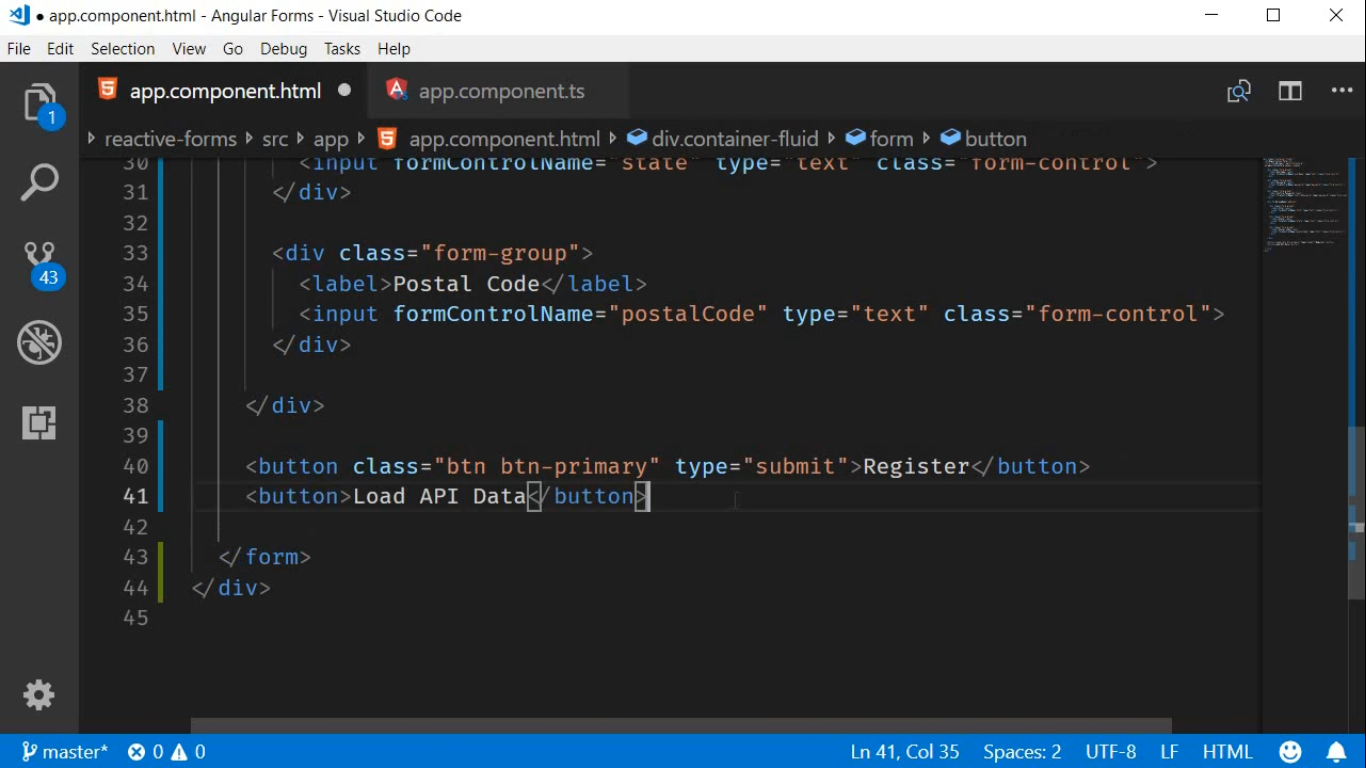 ● app.component.html - Angular Forms - Visual Studio Code
File Edit Selection View Go Debug Tasks Help
app.component.html ● app.component.ts
1
reactive-forms src app app.component.html div.container-fluid form button
30 <input formControlName="state" type="text" class="form-control">
31 </div>
32
33 <div class="form-group">
34 <label>Postal Code</label>
35 <input formControlName="postalCode" type="text" class="form-control">
36 </div>
37
38 </div>
39
40 <button class="btn btn-primary" type="submit">Register</button>
41 <button>Load API Data</button>
42
43 </form>
44 </div>
45
43
master* 0 0 Ln 41, Col 35 Spaces: 2 UTF-8 LF HTML